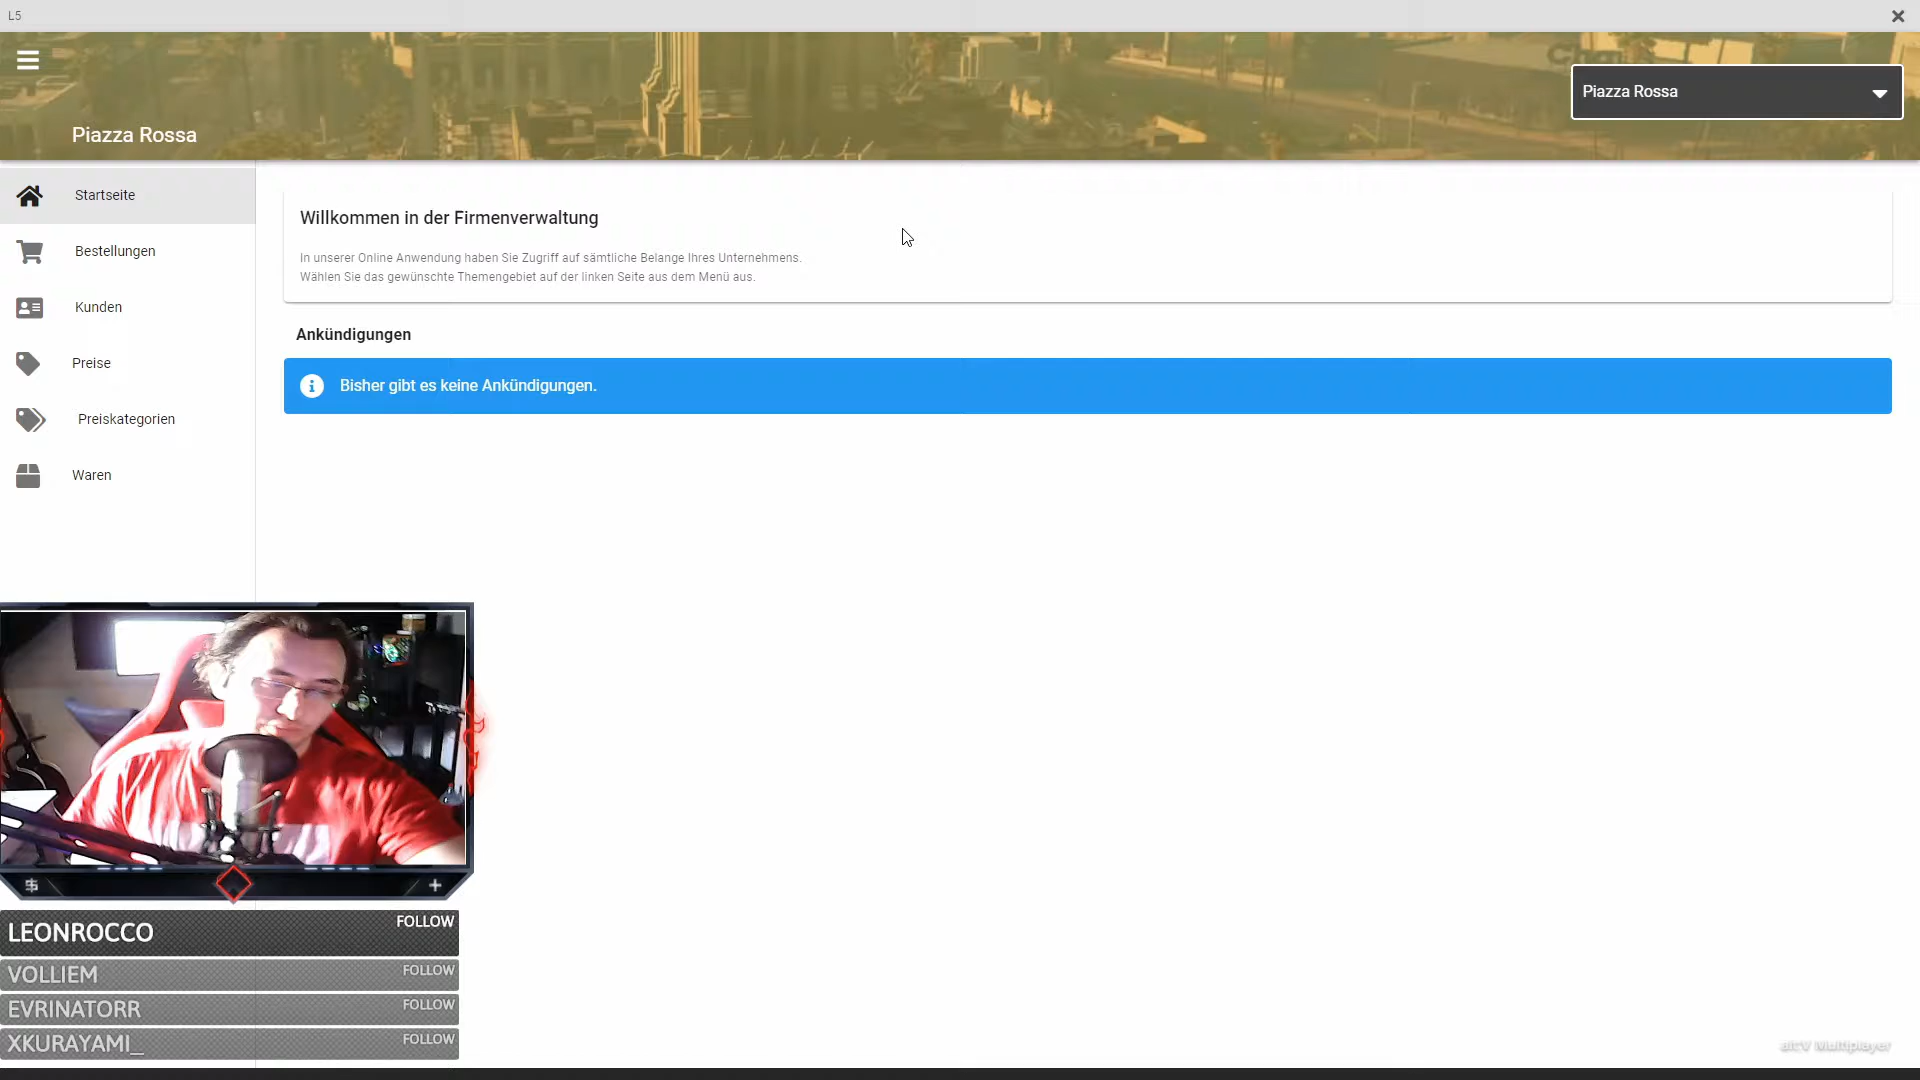 L5
Piazza Rossa
Piazza Rossa
Startseite
Bestellungen
Kunden
Preise
Preiskategorien
Waren
Willkommen in der Firmenverwaltung
In unserer Online Anwendung haben Sie Zugriff auf sämtliche Belange Ihres Unternehmens.
Wählen Sie das gewünschte Themengebiet auf der linken Seite aus dem Menü aus.
Ankündigungen
Bisher gibt es keine Ankündigungen.
LEONROCCO FOLLOW
VOLLIEM FOLLOW
EVRINATORR FOLLOW
XKURAYAMI_ FOLLOW
alt:V Multiplayer